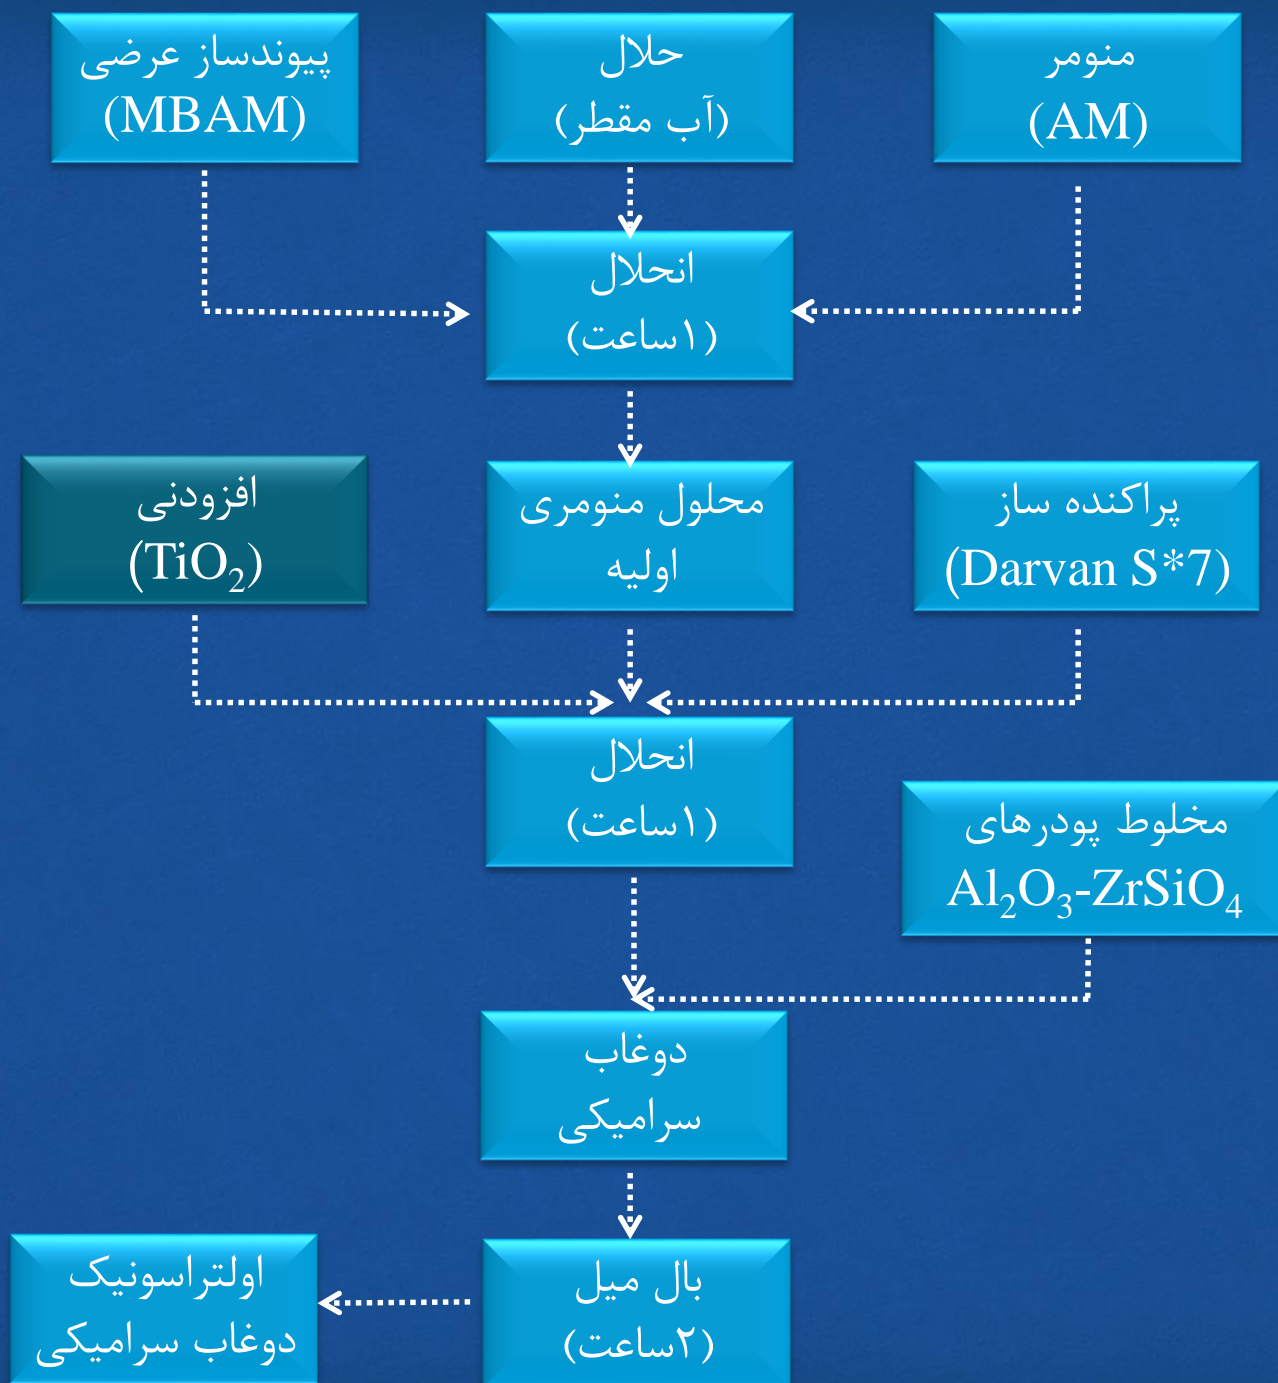 منومر
(AM)
حلال
(آب مقطر)
پیوندساز عرضی
(MBAM)
انحلال
(۱ساعت)
پراکنده ساز
(Darvan S*7)
محلول منومری
اولیه
افزودنی
(TiO₂)
انحلال
(۱ساعت)
مخلوط پودرهای
Al₂O₃-ZrSiO₄
دوغاب
سرامیکی
بال میل
(۲ساعت)
اولتراسونیک
دوغاب سرامیکی